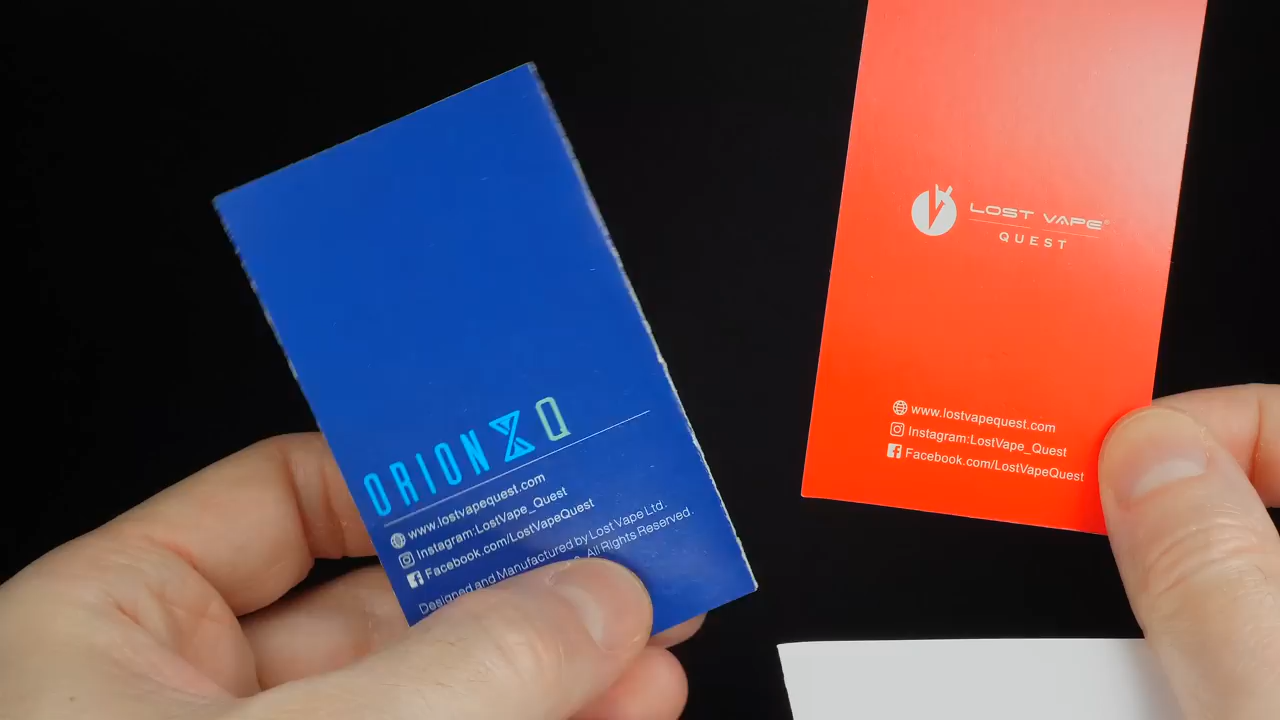 ORION Q
www.lostvapequest.com
Instagram:LostVape_Quest
Facebook.com/LostVapeQuest
Designed and Manufactured by Lost Vape Ltd.
All Rights Reserved.
LOST VAPE®
QUEST
www.lostvapequest.com
Instagram:LostVape_Quest
Facebook.com/LostVapeQuest